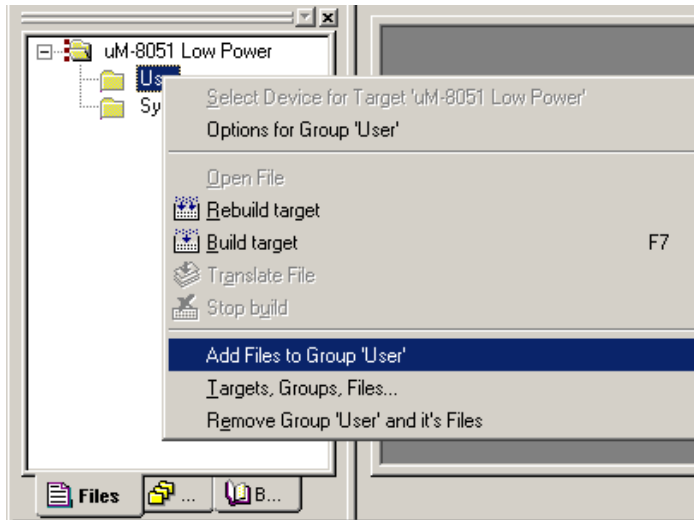 uM-8051 Low Power
Us
Sy
Select Device for Target 'uM-8051 Low Power'
Options for Group 'User'
Open File
Rebuild target
Build target F7
Translate File
Stop build
Add Files to Group 'User'
Targets, Groups, Files...
Remove Group 'User' and it's Files
Files ... B...